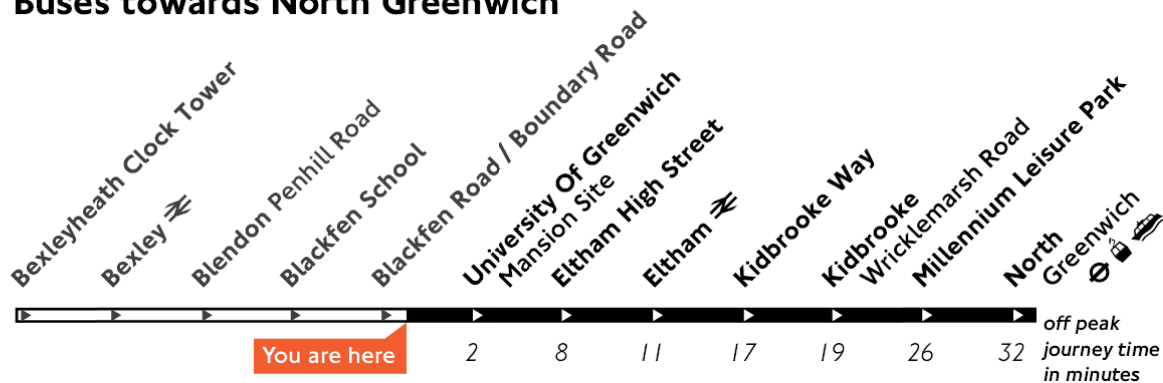 Buses towards North Greenwich
Bexleyheath Clock Tower
Bexley
Blendon Penhill Road
Blackfen School
Blackfen Road / Boundary Road
University Of Greenwich
Mansion Site
Eltham High Street
Eltham
Kidbrooke Way
Kidbrooke
Wricklemarsh Road
Millennium Leisure Park
North
Greenwich
You are here
2
8
11
17
19
26
32
off peak
journey time
in minutes